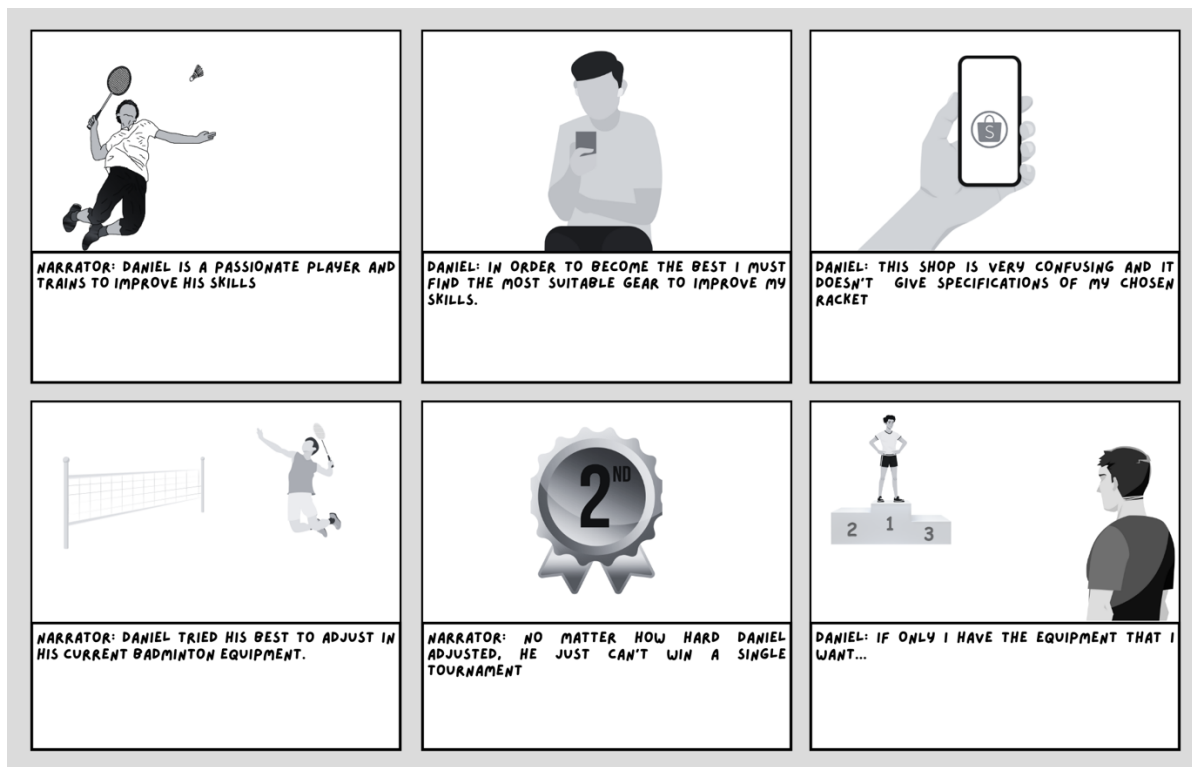 S
NARRATOR: DANIEL IS A PASSIONATE PLAYER AND
TRAINS TO IMPROVE HIS SKILLS
DANIEL: IN ORDER TO BECOME THE BEST I MUST
FIND THE MOST SUITABLE GEAR TO IMPROVE MY
SKILLS.
DANIEL: THIS SHOP IS VERY CONFUSING AND IT
DOESN'T GIVE SPECIFICATIONS OF MY CHOSEN
RACKET
2ND
2 1 3
NARRATOR: DANIEL TRIED HIS BEST TO ADJUST IN
HIS CURRENT BADMINTON EQUIPMENT.
NARRATOR: NO MATTER HOW HARD DANIEL
ADJUSTED, HE JUST CAN'T WIN A SINGLE
TOURNAMENT
DANIEL: IF ONLY I HAVE THE EQUIPMENT THAT I
WANT...